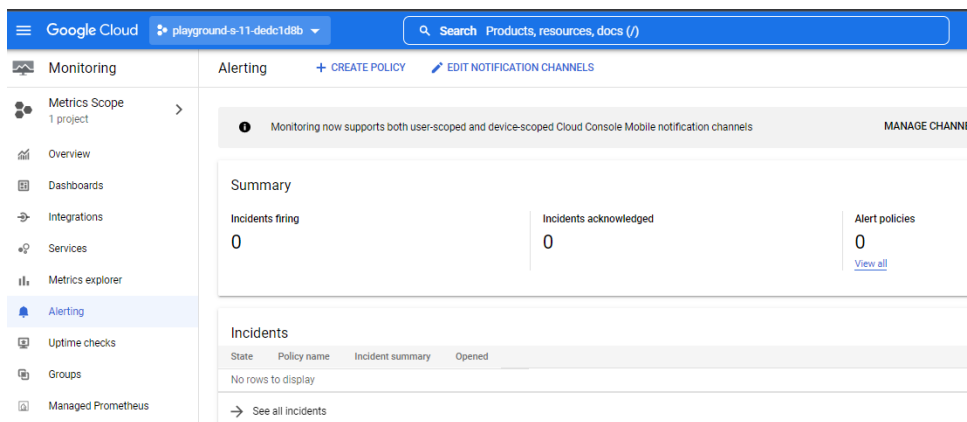 Google Cloud playground-s-11-dedc1d8b Search Products, resources, docs (/)
Monitoring
Metrics Scope
1 project
Overview
Dashboards
Integrations
Services
Metrics explorer
Alerting
Uptime checks
Groups
Managed Prometheus
Alerting + CREATE POLICY EDIT NOTIFICATION CHANNELS
Monitoring now supports both user-scoped and device-scoped Cloud Console Mobile notification channels MANAGE CHANNE
Summary
Incidents firing Incidents acknowledged Alert policies
0 0 0
View all
Incidents
State Policy name Incident summary Opened
No rows to display
See all incidents